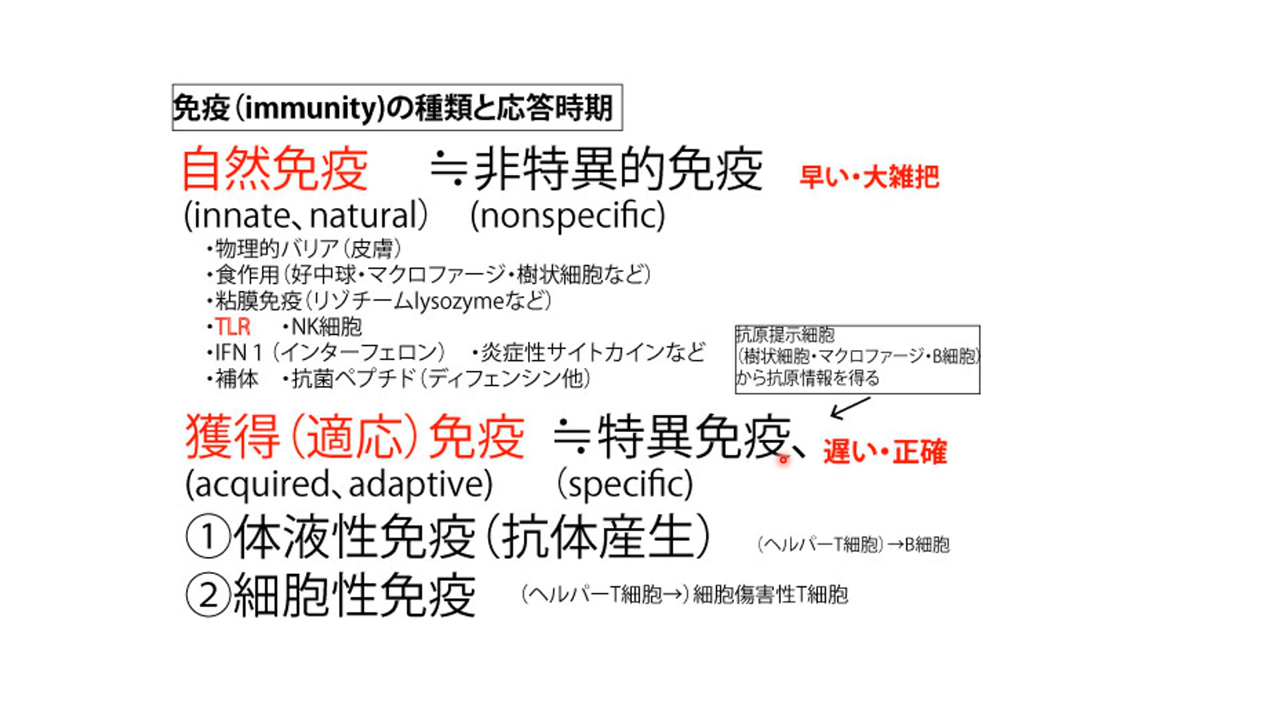 免疫(immunity)の種類と応答時期
自然免疫 ≒非特異的免疫 早い・大雑把
(innate、natural) (nonspecific)
・物理的バリア(皮膚)
・食作用(好中球・マクロファージ・樹状細胞など)
・粘膜免疫(リゾチームlysozymeなど)
・TLR ・NK細胞
・IFN 1 (インターフェロン) ・炎症性サイトカインなど
・補体 ・抗菌ペプチド(ディフェンシン他)
抗原提示細胞
(樹状細胞・マクロファージ・B細胞)
から抗原情報を得る
獲得(適応)免疫 ≒特異免疫、 遅い・正確
(acquired、adaptive) (specific)
①体液性免疫(抗体産生) (ヘルパーT細胞)→B細胞
②細胞性免疫 (ヘルパーT細胞→)細胞傷害性T細胞